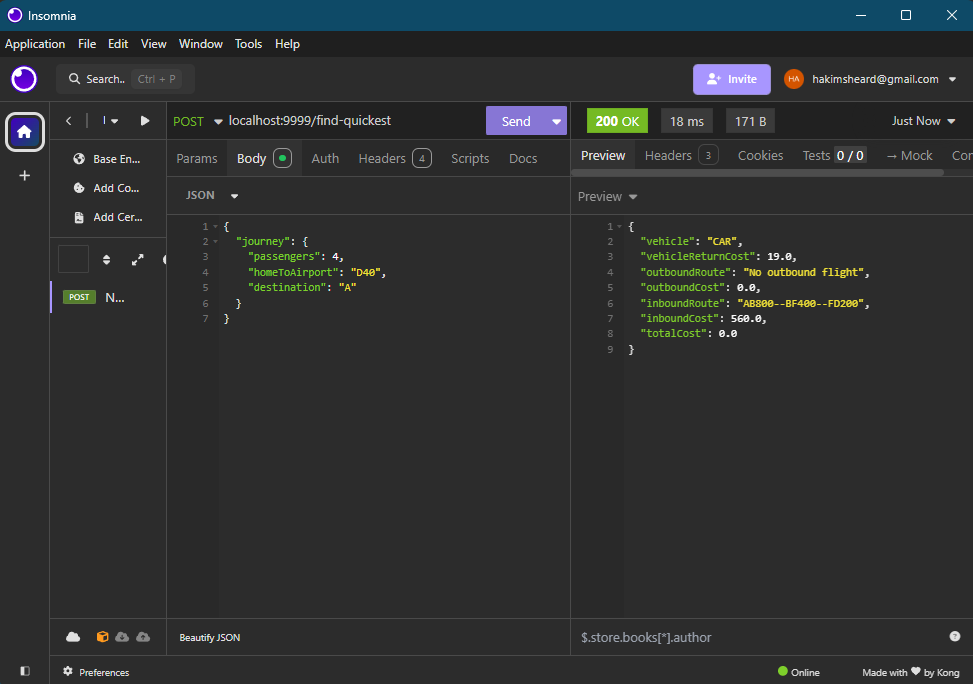 Insomnia
Application File Edit View Window Tools Help
Search.. Ctrl + P
Invite
HA
hakimsheard@gmail.com
I
POST localhost:9999/find-quickest
Send
200 OK 18 ms 171 B
Just Now
Base En...
Add Co...
Add Cer...
POST N...
Params Body Auth Headers 4 Scripts Docs
JSON
1 {
2 "journey": {
3 "passengers": 4,
4 "homeToAirport": "D40",
5 "destination": "A"
6 }
7 }
Beautify JSON
Preview Headers 3 Cookies Tests 0 / 0 → Mock Con
Preview
1 {
2 "vehicle": "CAR",
3 "vehicleReturnCost": 19.0,
4 "outboundRoute": "No outbound flight",
5 "outboundCost": 0.0,
6 "inboundRoute": "AB800--BF400--FD200",
7 "inboundCost": 560.0,
8 "totalCost": 0.0
9 }
$.store.books[*].author
Preferences
Online
Made with ♥ by Kong